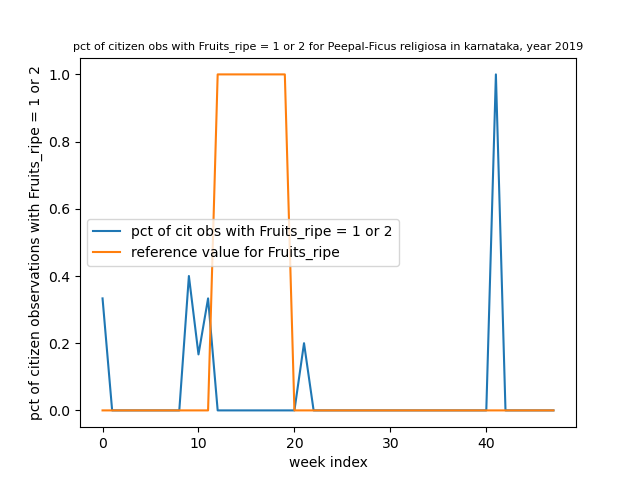 pct of citizen obs with Fruits_ripe = 1 or 2 for Peepal-Ficus religiosa in karnataka, year 2019
pct of citizen observations with Fruits_ripe = 1 or 2
1.0
0.8
0.6
0.4
0.2
0.0
pct of cit obs with Fruits_ripe = 1 or 2
reference value for Fruits_ripe
0 10 20 30 40
week index